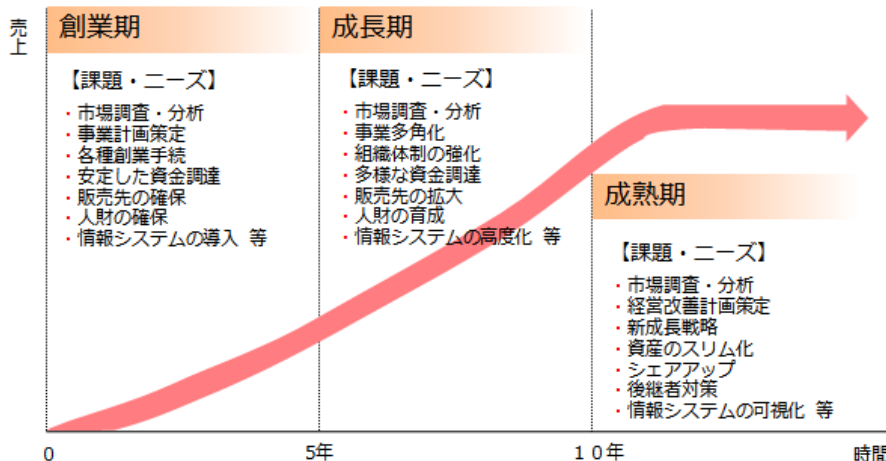 売上
創業期
【課題・ニーズ】
・市場調査・分析
・事業計画策定
・各種創業手続
・安定した資金調達
・販売先の確保
・人財の確保
・情報システムの導入 等
成長期
【課題・ニーズ】
・市場調査・分析
・事業多角化
・組織体制の強化
・多様な資金調達
・販売先の拡大
・人財の育成
・情報システムの高度化 等
成熟期
【課題・ニーズ】
・市場調査・分析
・経営改善計画策定
・新成長戦略
・資産のスリム化
・シェアアップ
・後継者対策
・情報システムの可視化 等
0
5年
１０年
時間